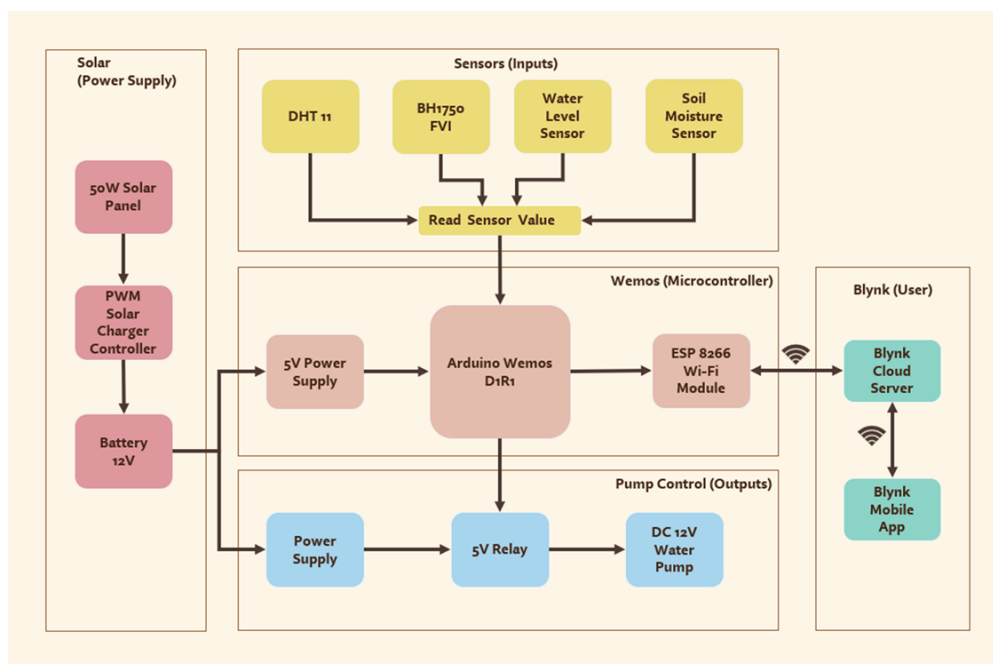 Solar
(Power Supply)
50W Solar
Panel
PWM
Solar
Charger
Controller
Battery
12V
Sensors (Inputs)
DHT 11
BH1750
FVI
Water
Level
Sensor
Soil
Moisture
Sensor
Read Sensor Value
Wemos (Microcontroller)
5V Power
Supply
Arduino Wemos
D1R1
ESP 8266
Wi-Fi
Module
Pump Control (Outputs)
Power
Supply
5V Relay
DC 12V
Water
Pump
Blynk (User)
Blynk
Cloud
Server
Blynk
Mobile
App